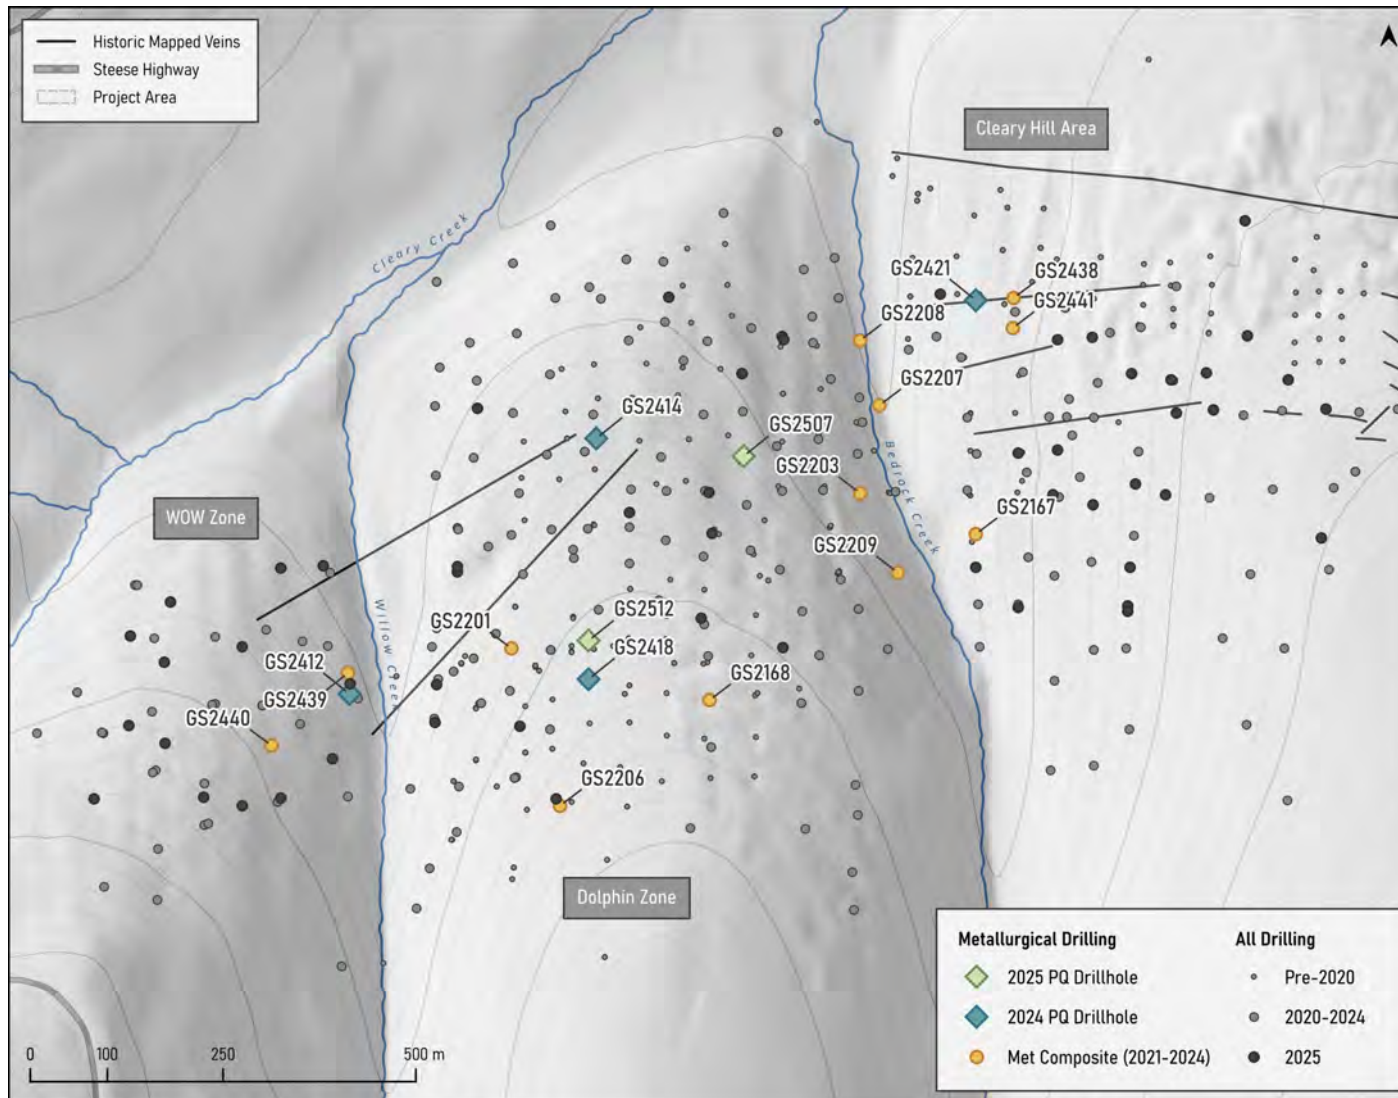 Historic Mapped Veins
Steese Highway
Project Area
Cleary Hill Area
Cleary Creek
GS2421
GS2438
GS2441
GS2208
GS2207
GS2414
GS2507
GS2203
Bedrock Creek
GS2167
WOW Zone
GS2209
Willow Creek
GS2201
GS2512
GS2418
GS2412
GS2439
GS2168
GS2440
GS2206
Dolphin Zone
Metallurgical Drilling
2025 PQ Drillhole
2024 PQ Drillhole
Met Composite (2021-2024)
All Drilling
Pre-2020
2020-2024
2025
0 100 250 500 m